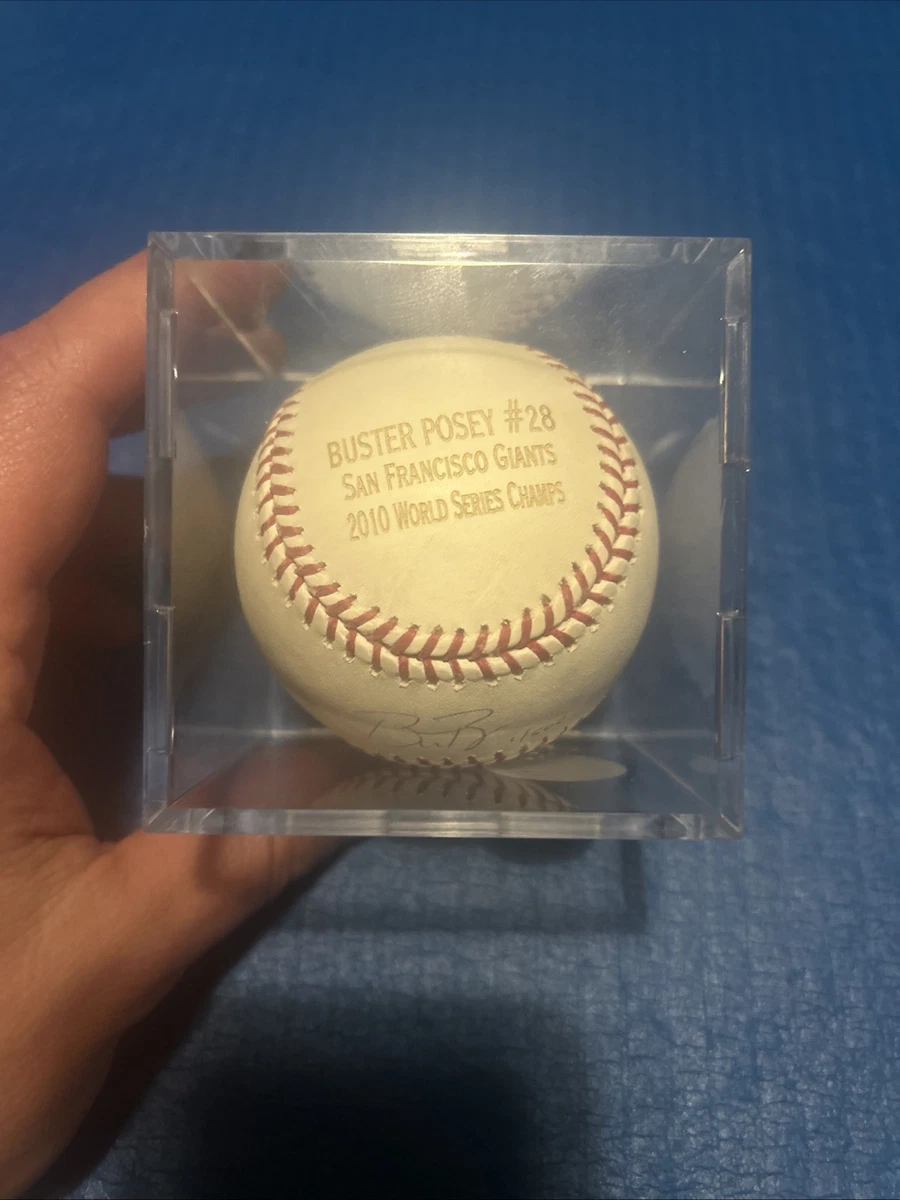 BUSTER POSEY #28
SAN FRANCISCO GIANTS
2010 WORLD SERIES CHAMPS